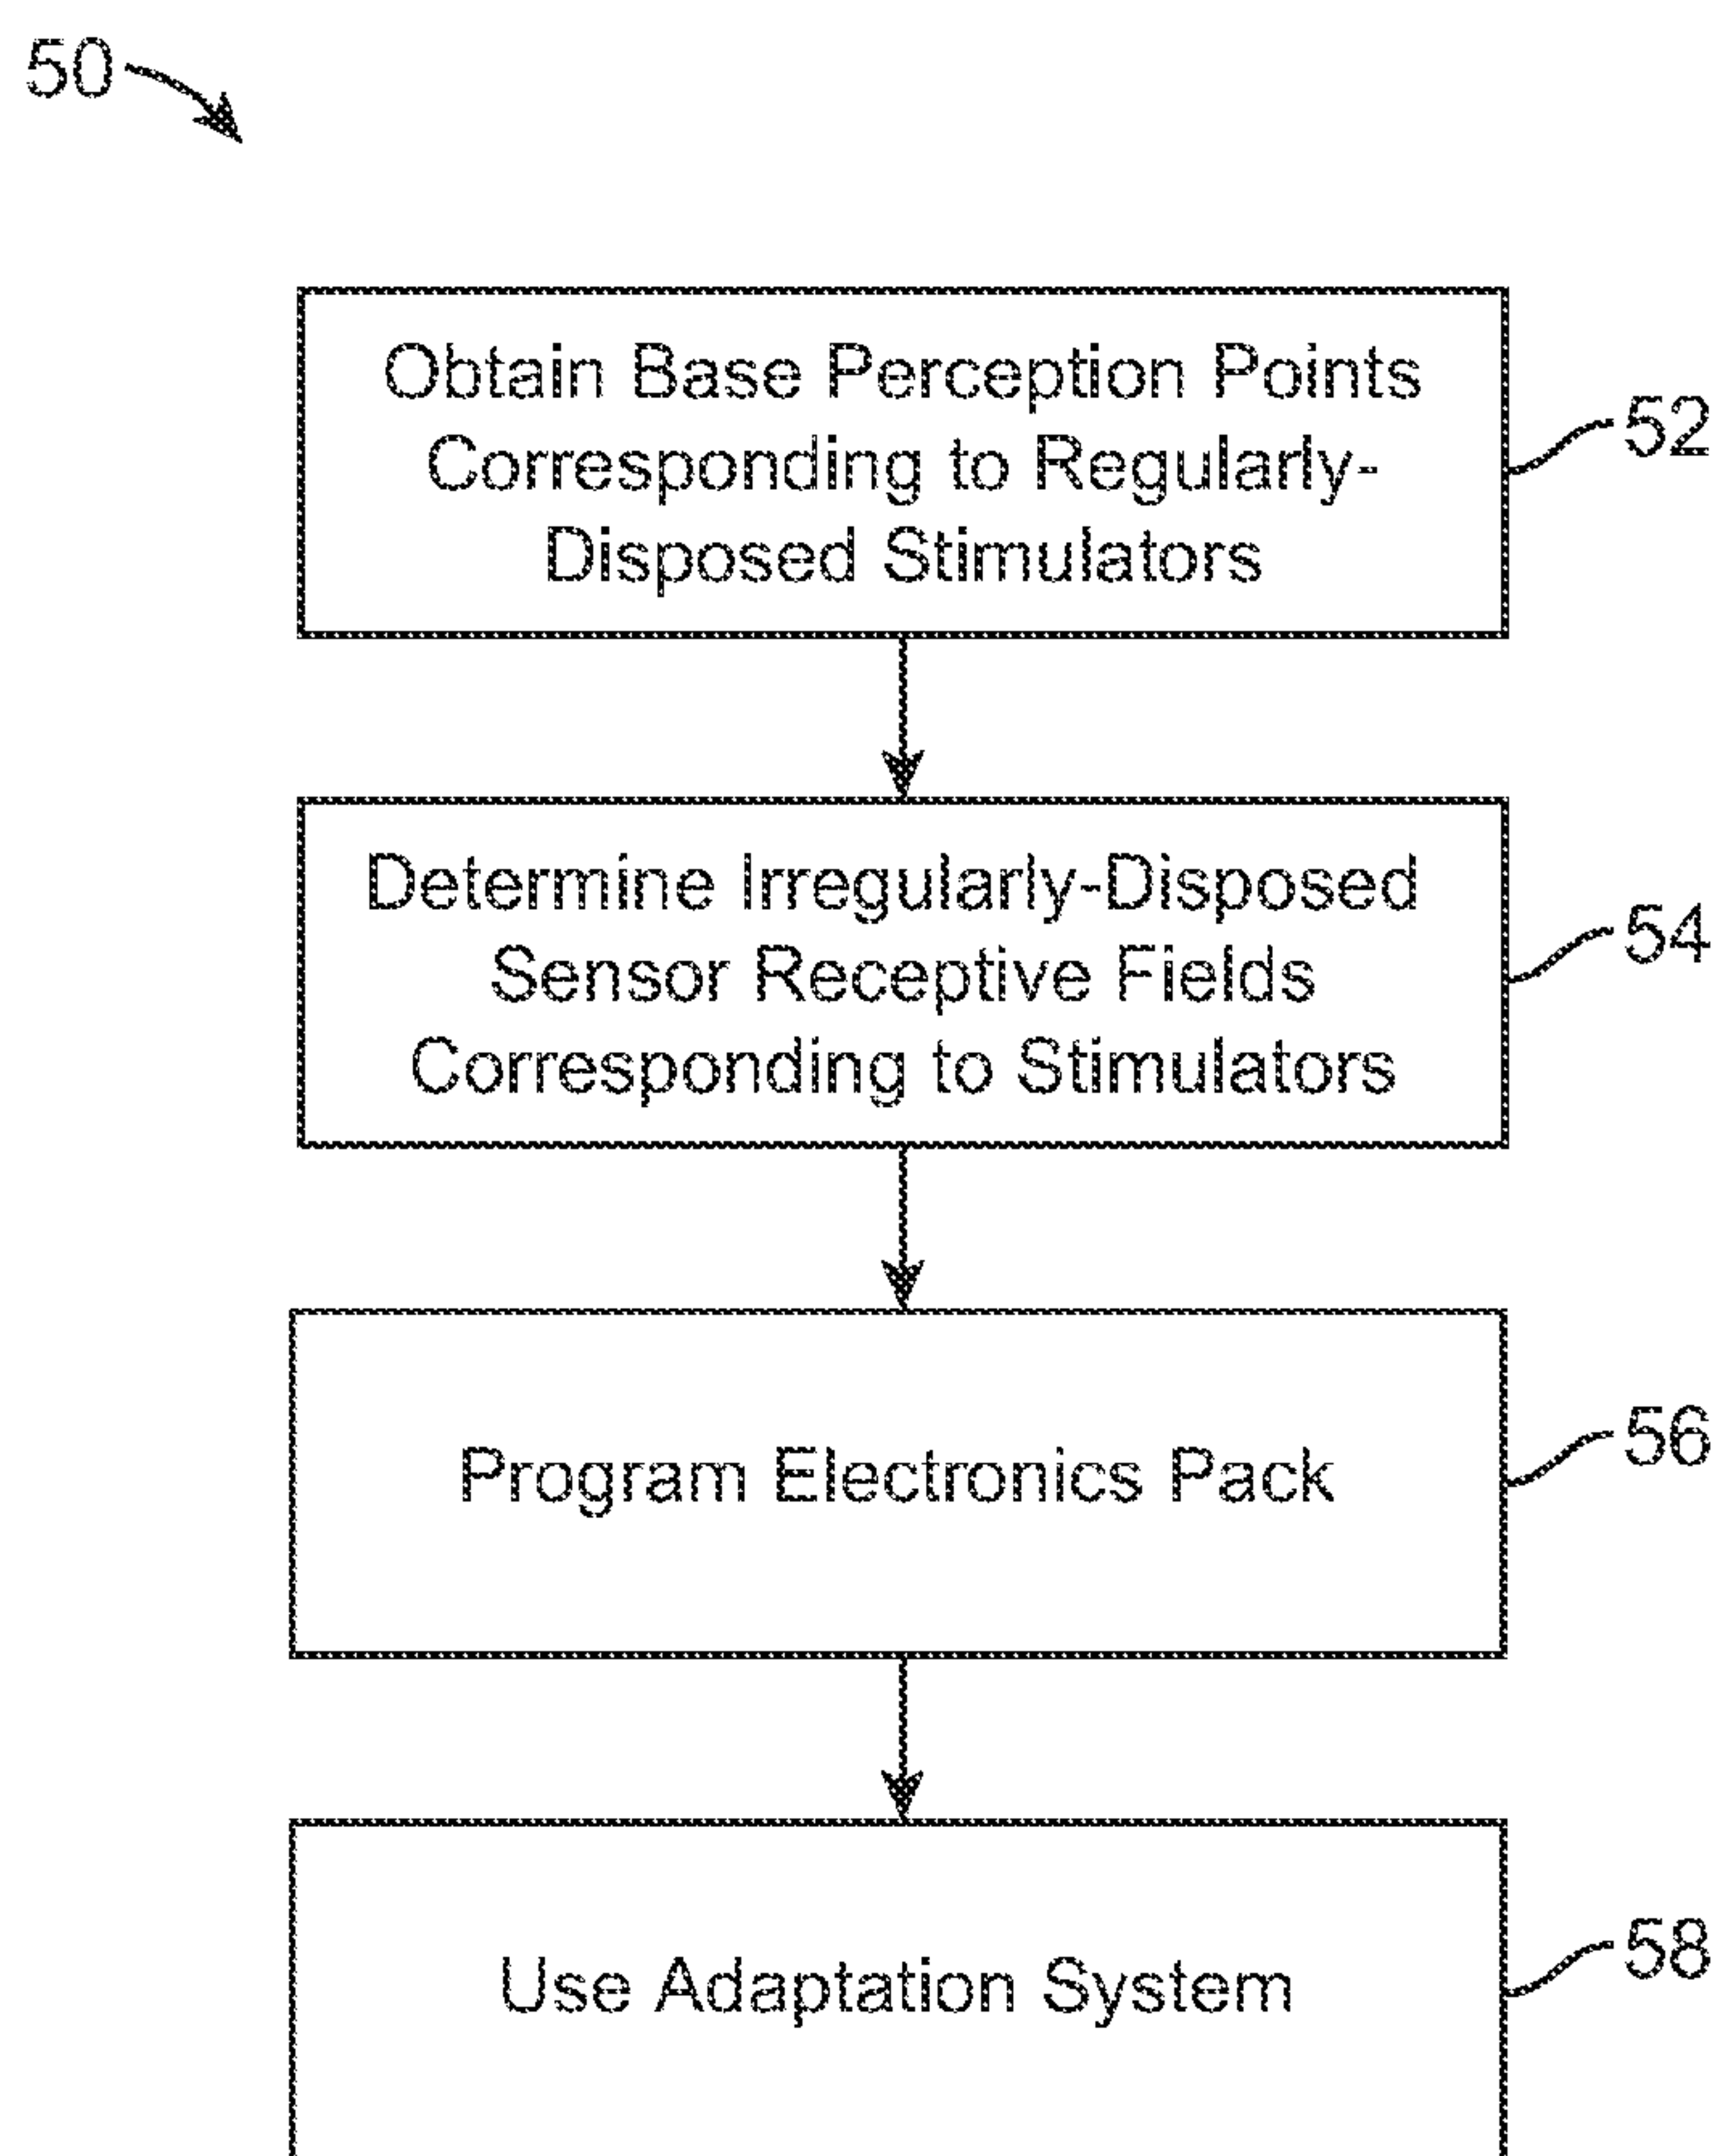 50
Obtain Base Perception Points
Corresponding to Regularly-
Disposed Stimulators
52
Determine Irregularly-Disposed
Sensor Receptive Fields
Corresponding to Stimulators
54
Program Electronics Pack
56
Use Adaptation System
58